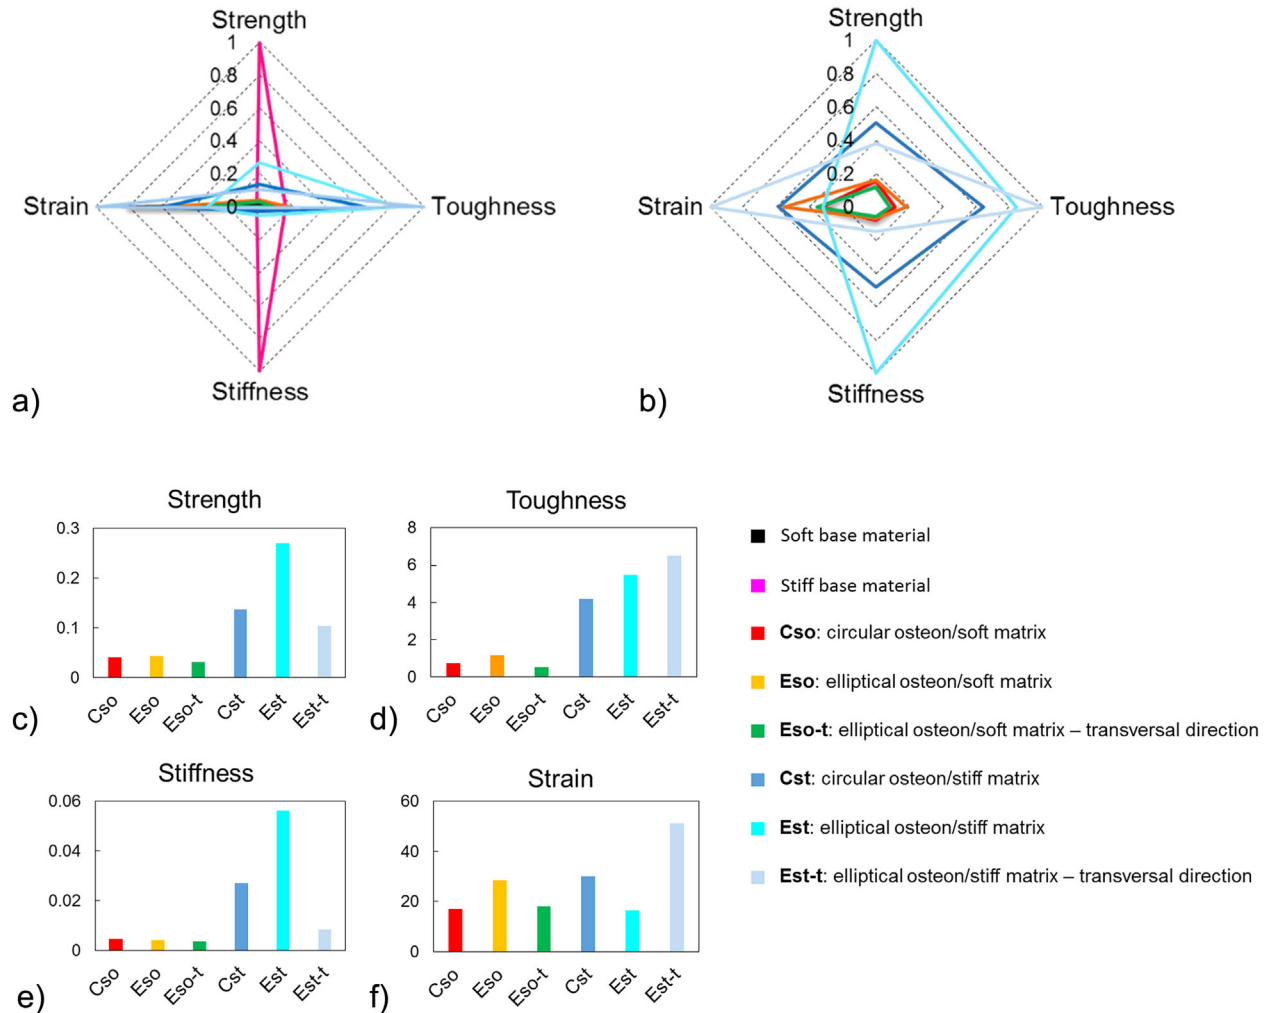 Strength
1
0.8
0.6
0.4
0.2
0
Strain
Toughness
Stiffness
a)
Strength
1
0.8
0.6
0.4
0.2
0
Strain
Toughness
Stiffness
b)
Strength
0.3
0.2
0.1
0
Cso Eso Eso-t Cst Est Est-t
c)
Toughness
8
6
4
2
0
Cso Eso Eso-t Cst Est Est-t
d)
Stiffness
0.06
0.04
0.02
0
Cso Eso Eso-t Cst Est Est-t
e)
Strain
60
40
20
0
Cso Eso Eso-t Cst Est Est-t
f)
Soft base material
Stiff base material
Cso: circular osteon/soft matrix
Eso: elliptical osteon/soft matrix
Eso-t: elliptical osteon/soft matrix – transversal direction
Cst: circular osteon/stiff matrix
Est: elliptical osteon/stiff matrix
Est-t: elliptical osteon/stiff matrix – transversal direction